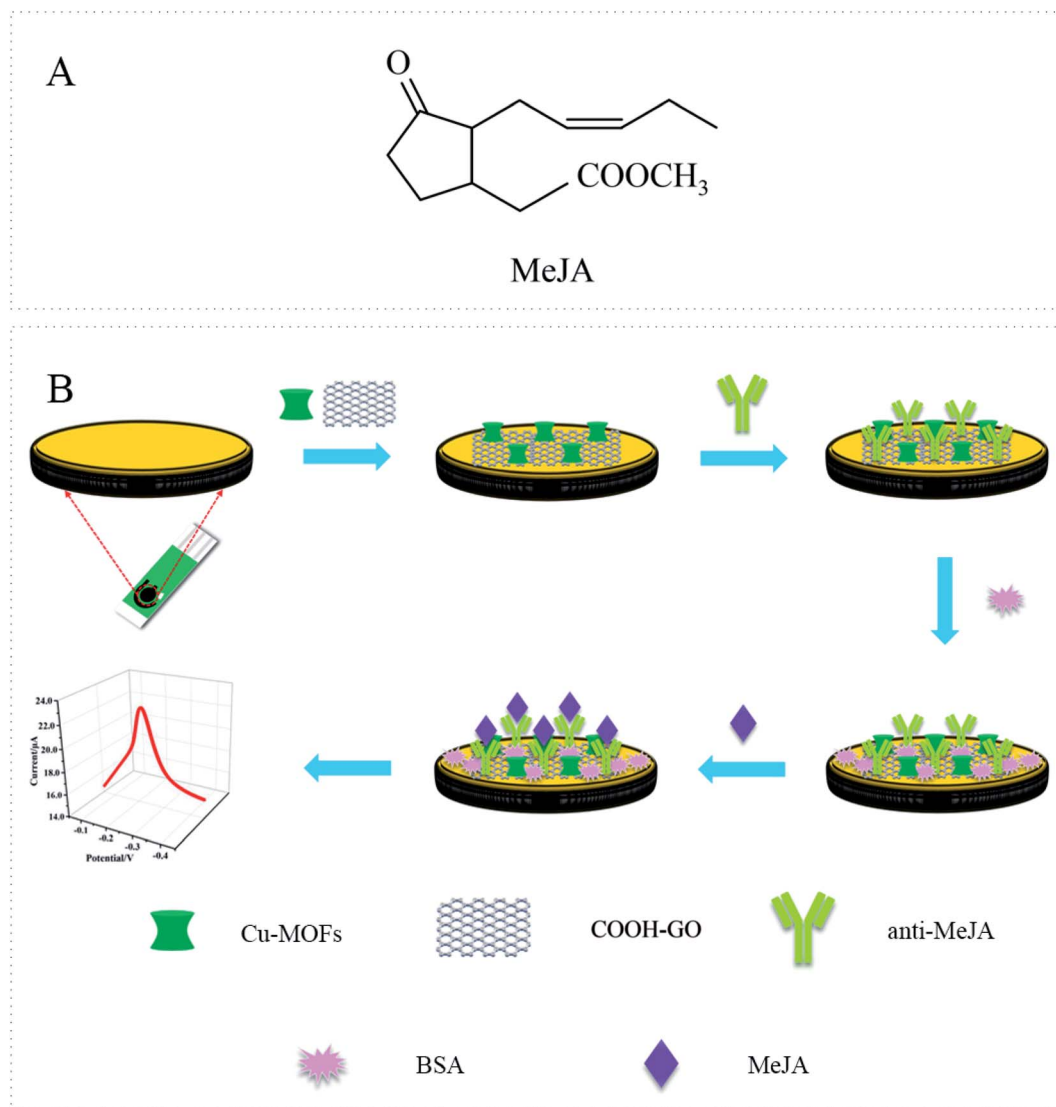 A
O
COOCH₃
MeJA
B
24.0
22.0
20.0
18.0
16.0
14.0
Current/μA
-0.1
-0.2
-0.3
-0.4
Potential/V
Cu-MOFs
COOH-GO
anti-MeJA
BSA
MeJA